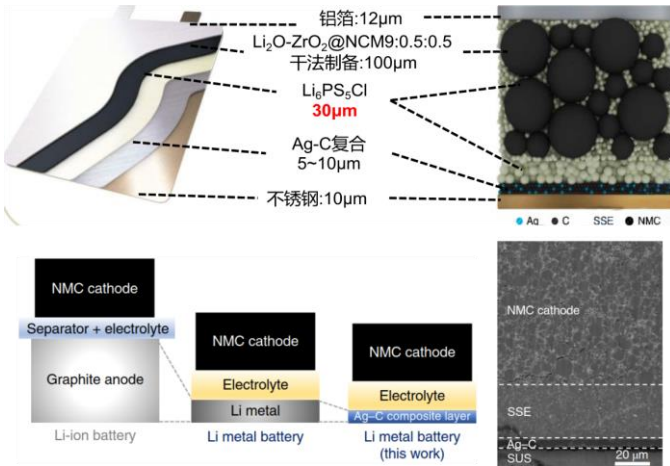 铝箔:12μm
Li₂O-ZrO₂@NCM9:0.5:0.5
干法制备:100μm
Li₆PS₅Cl
30μm
Ag-C复合
5~10μm
不锈钢:10μm
Ag C SSE NMC
NMC cathode
Separator + electrolyte
Graphite anode
Li-ion battery
NMC cathode
Electrolyte
Li metal
Li metal battery
NMC cathode
Electrolyte
Ag–C composite layer
Li metal battery
(this work)
NMC cathode
SSE
Ag–C
SUS
20 μm